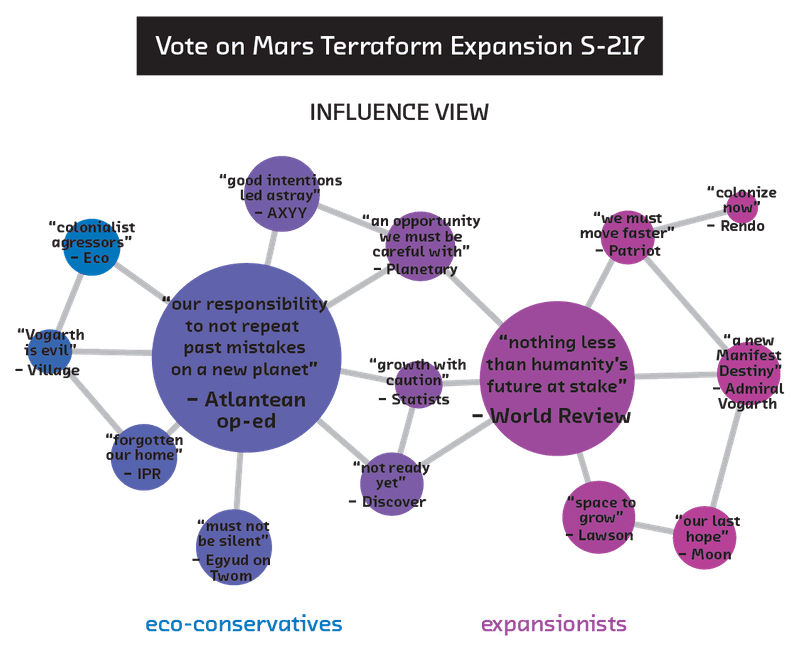 Vote on Mars Terraform Expansion S-217
INFLUENCE VIEW
“good intentions
led astray”
– AXYY
“colonialist
agressors”
– Eco
“an opportunity
we must be
careful with”
– Planetary
“we must
move faster”
– Patriot
“colonize
now”
– Rendo
“our responsibility
to not repeat
past mistakes
on a new planet”
– Atlantean
op-ed
“Vogarth
is evil”
– Village
“growth with
caution”
– Statists
“nothing less
than humanity’s
future at stake”
– World Review
“a new
Manifest
Destiny”
– Admiral
Vogarth
“forgotten
our home”
– IPR
“not ready
yet”
– Discover
“must not
be silent”
– Egyud on
Twom
“space to
grow”
– Lawson
“our last
hope”
– Moon
eco-conservatives
expansionists